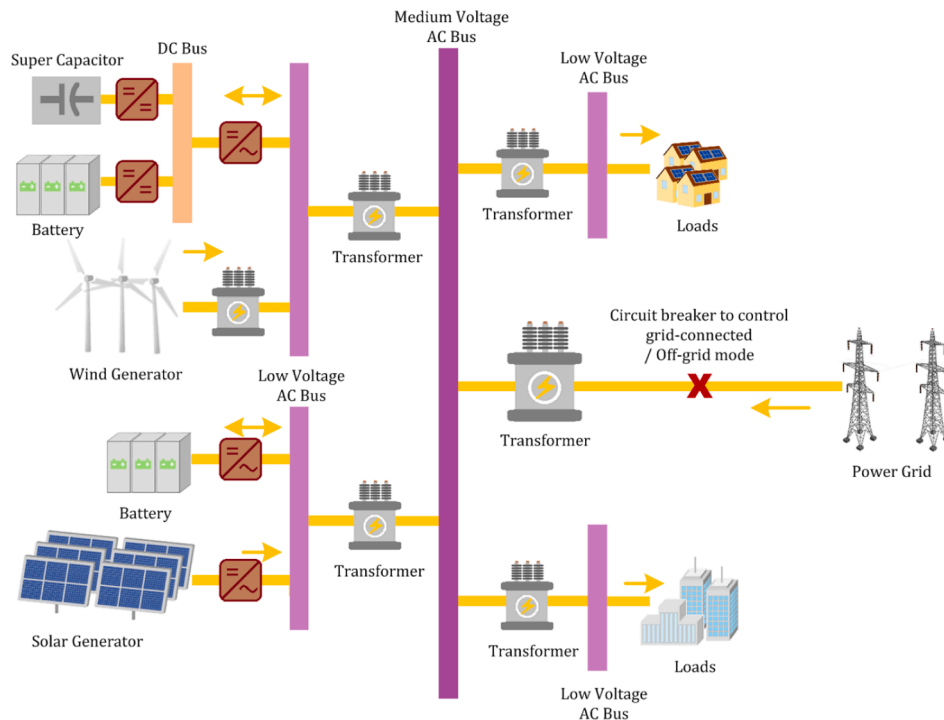 Medium Voltage
AC Bus
DC Bus
Super Capacitor
Low Voltage
AC Bus
Battery
Transformer
Transformer
Loads
Wind Generator
Circuit breaker to control
grid-connected
/ Off-grid mode
Low Voltage
AC Bus
Transformer
Power Grid
Battery
Transformer
Solar Generator
Transformer
Loads
Low Voltage
AC Bus